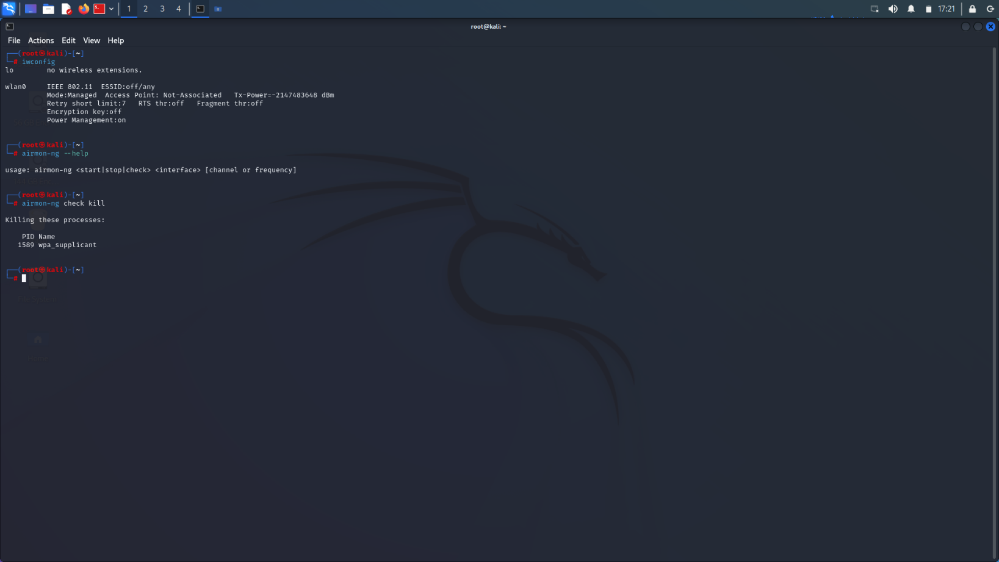 1 2 3 4 17:21
root@kali: ~
File Actions Edit View Help
┌──(root㉿kali)-[~]
└─# iwconfig
lo        no wireless extensions.
wlan0     IEEE 802.11  ESSID:off/any
Mode:Managed  Access Point: Not-Associated   Tx-Power=-2147483648 dBm
Retry short limit:7   RTS thr:off   Fragment thr:off
Encryption key:off
Power Management:on
┌──(root㉿kali)-[~]
└─# airmon-ng --help
usage: airmon-ng <start|stop|check> <interface> [channel or frequency]
┌──(root㉿kali)-[~]
└─# airmon-ng check kill
Killing these processes:
PID Name
1589 wpa_supplicant
┌──(root㉿kali)-[~]
└─#
Home